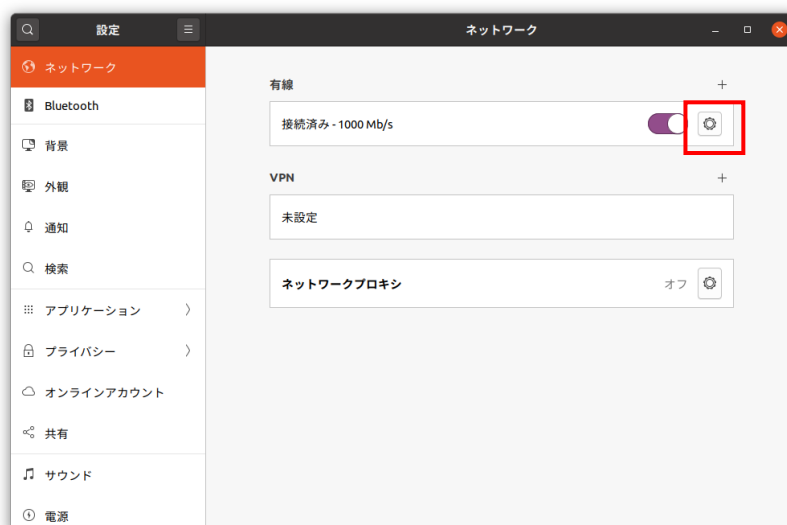 設定
ネットワーク
ネットワーク
Bluetooth
背景
外観
通知
検索
アプリケーション
プライバシー
オンラインアカウント
共有
サウンド
電源
有線
接続済み - 1000 Mb/s
VPN
未設定
ネットワークプロキシ
オフ